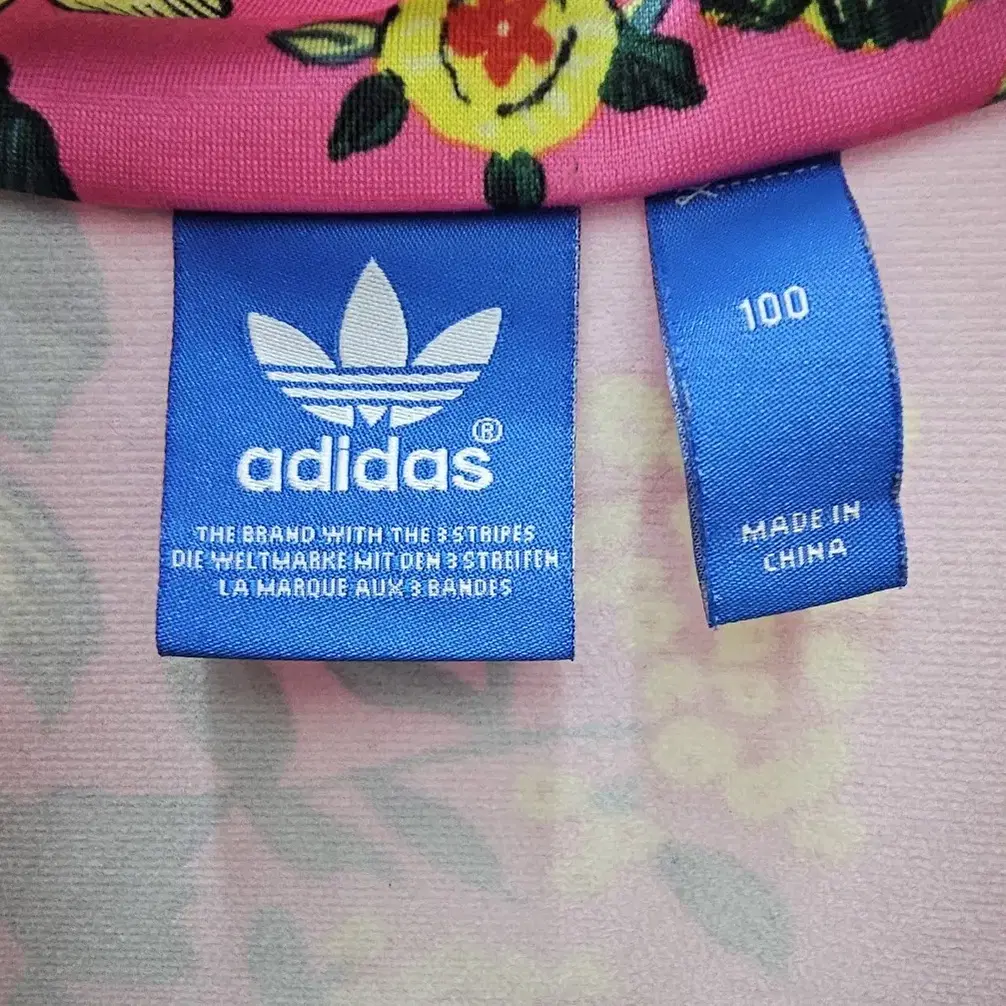 adidas®
THE BRAND WITH THE 3 STRIPES
DIE WELTMARKE MIT DEN 3 STREIFEN
LA MARQUE AUX 3 BANDES
100
MADE IN
CHINA